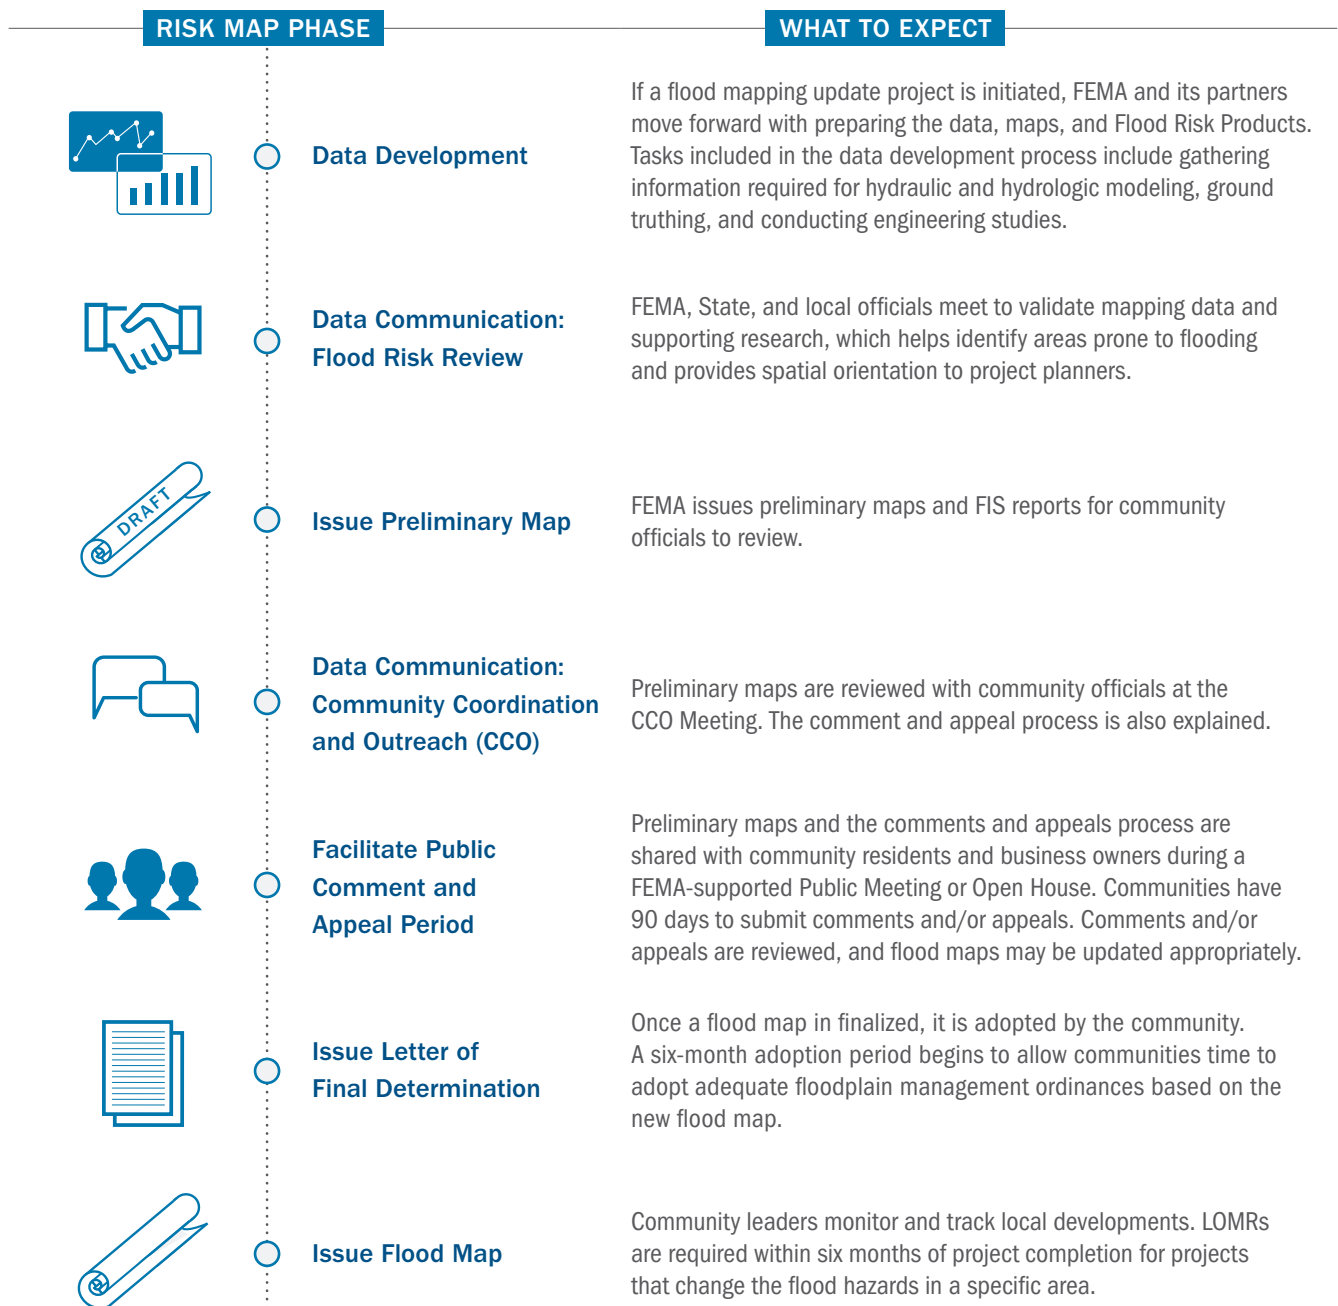 RISK MAP PHASE
WHAT TO EXPECT
Data Development
If a flood mapping update project is initiated, FEMA and its partners
move forward with preparing the data, maps, and Flood Risk Products.
Tasks included in the data development process include gathering
information required for hydraulic and hydrologic modeling, ground
truthing, and conducting engineering studies.
Data Communication:
Flood Risk Review
FEMA, State, and local officials meet to validate mapping data and
supporting research, which helps identify areas prone to flooding
and provides spatial orientation to project planners.
DRAFT
Issue Preliminary Map
FEMA issues preliminary maps and FIS reports for community
officials to review.
Data Communication:
Community Coordination
and Outreach (CCO)
Preliminary maps are reviewed with community officials at the
CCO Meeting. The comment and appeal process is also explained.
Facilitate Public
Comment and
Appeal Period
Preliminary maps and the comments and appeals process are
shared with community residents and business owners during a
FEMA-supported Public Meeting or Open House. Communities have
90 days to submit comments and/or appeals. Comments and/or
appeals are reviewed, and flood maps may be updated appropriately.
Issue Letter of
Final Determination
Once a flood map in finalized, it is adopted by the community.
A six-month adoption period begins to allow communities time to
adopt adequate floodplain management ordinances based on the
new flood map.
Issue Flood Map
Community leaders monitor and track local developments. LOMRs
are required within six months of project completion for projects
that change the flood hazards in a specific area.